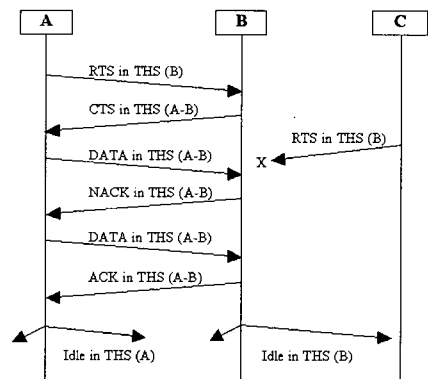 A B C
RTS in THS (B)
CTS in THS (A-B)
RTS in THS (B)
DATA in THS (A-B)
X
NACK in THS (A-B)
DATA in THS (A-B)
ACK in THS (A-B)
Idle in THS (A) Idle in THS (B)